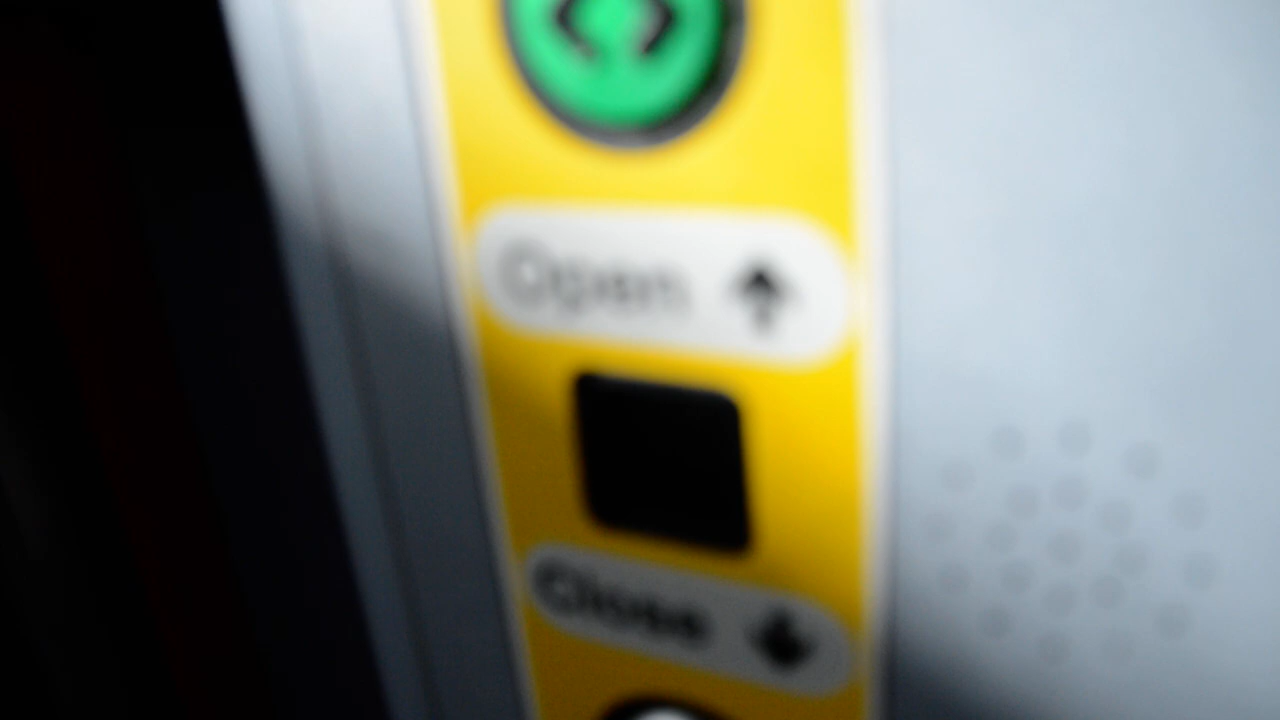 Open ↑
Close ↓